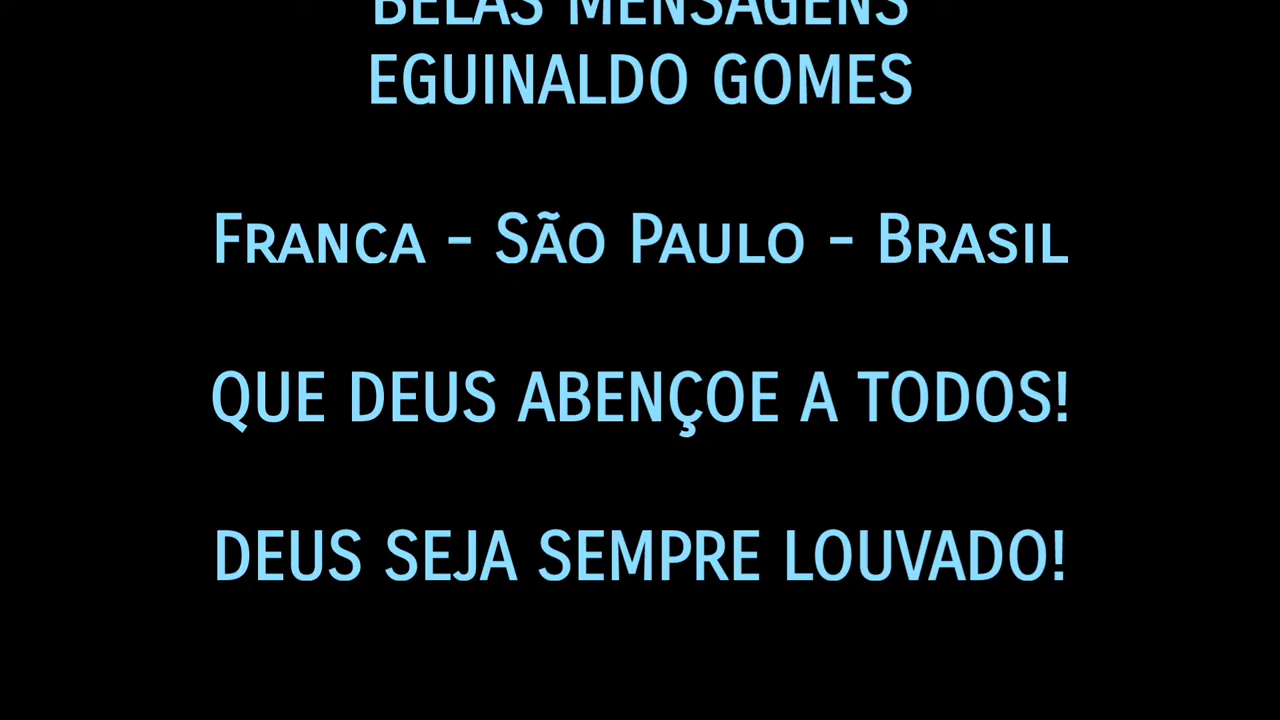 BELAS MENSAGENS
EGUINALDO GOMES
Franca - São Paulo - Brasil
QUE DEUS ABENÇOE A TODOS!
DEUS SEJA SEMPRE LOUVADO!